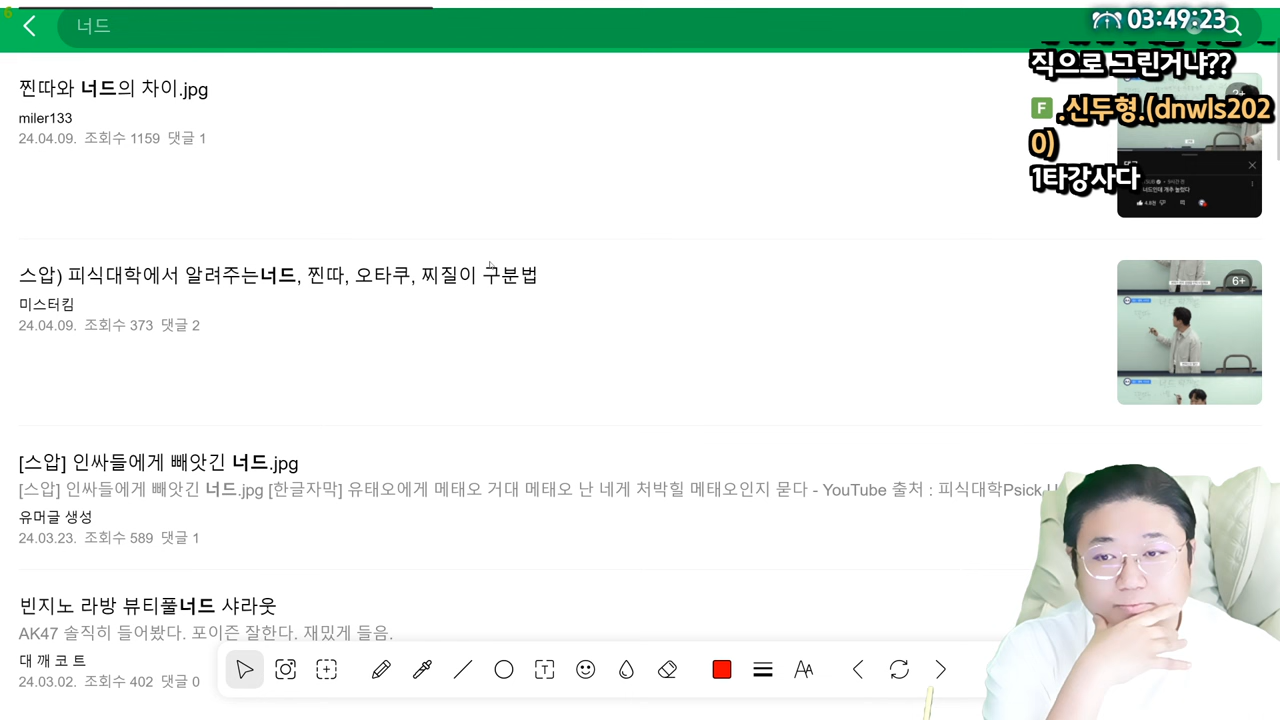 6
너드
03:49:23
직으로 그린거냐??
F .신두형.(dnwls202
0)
1타강사다
찐따와 너드의 차이.jpg
miler133
24.04.09. 조회수 1159 댓글 1
스압) 피식대학에서 알려주는너드, 찐따, 오타쿠, 찌질이 구분법
미스터킴
24.04.09. 조회수 373 댓글 2
6+
[스압] 인싸들에게 빼앗긴 너드.jpg
[스압] 인싸들에게 빼앗긴 너드.jpg [한글자막] 유태오에게 메태오 거대 메태오 난 네게 처박힐 메태오인지 묻다 - YouTube 출처 : 피식대학Psick U
유머글 생성
24.03.23. 조회수 589 댓글 1
빈지노 라방 뷰티풀너드 샤라웃
AK47 솔직히 들어봤다. 포이즌 잘한다. 재밌게 들음.
대 깨 코 트
24.03.02. 조회수 402 댓글 0